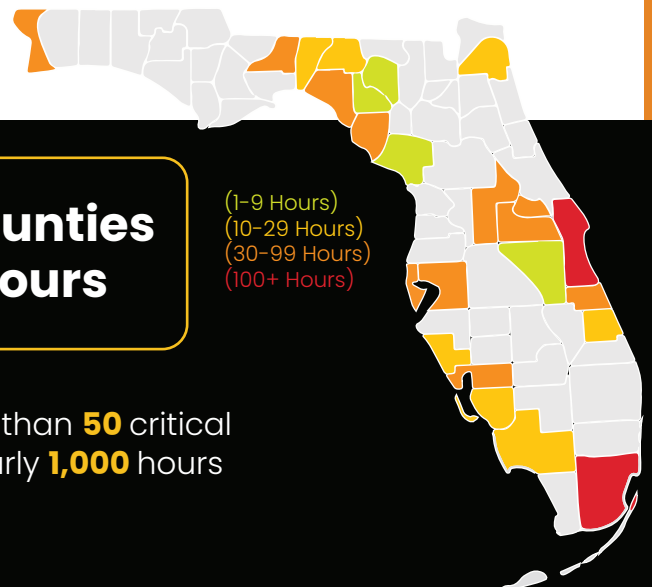 unties
ours
(1-9 Hours)
(10-29 Hours)
(30-99 Hours)
(100+ Hours)
than 50 critical
arly 1,000 hours